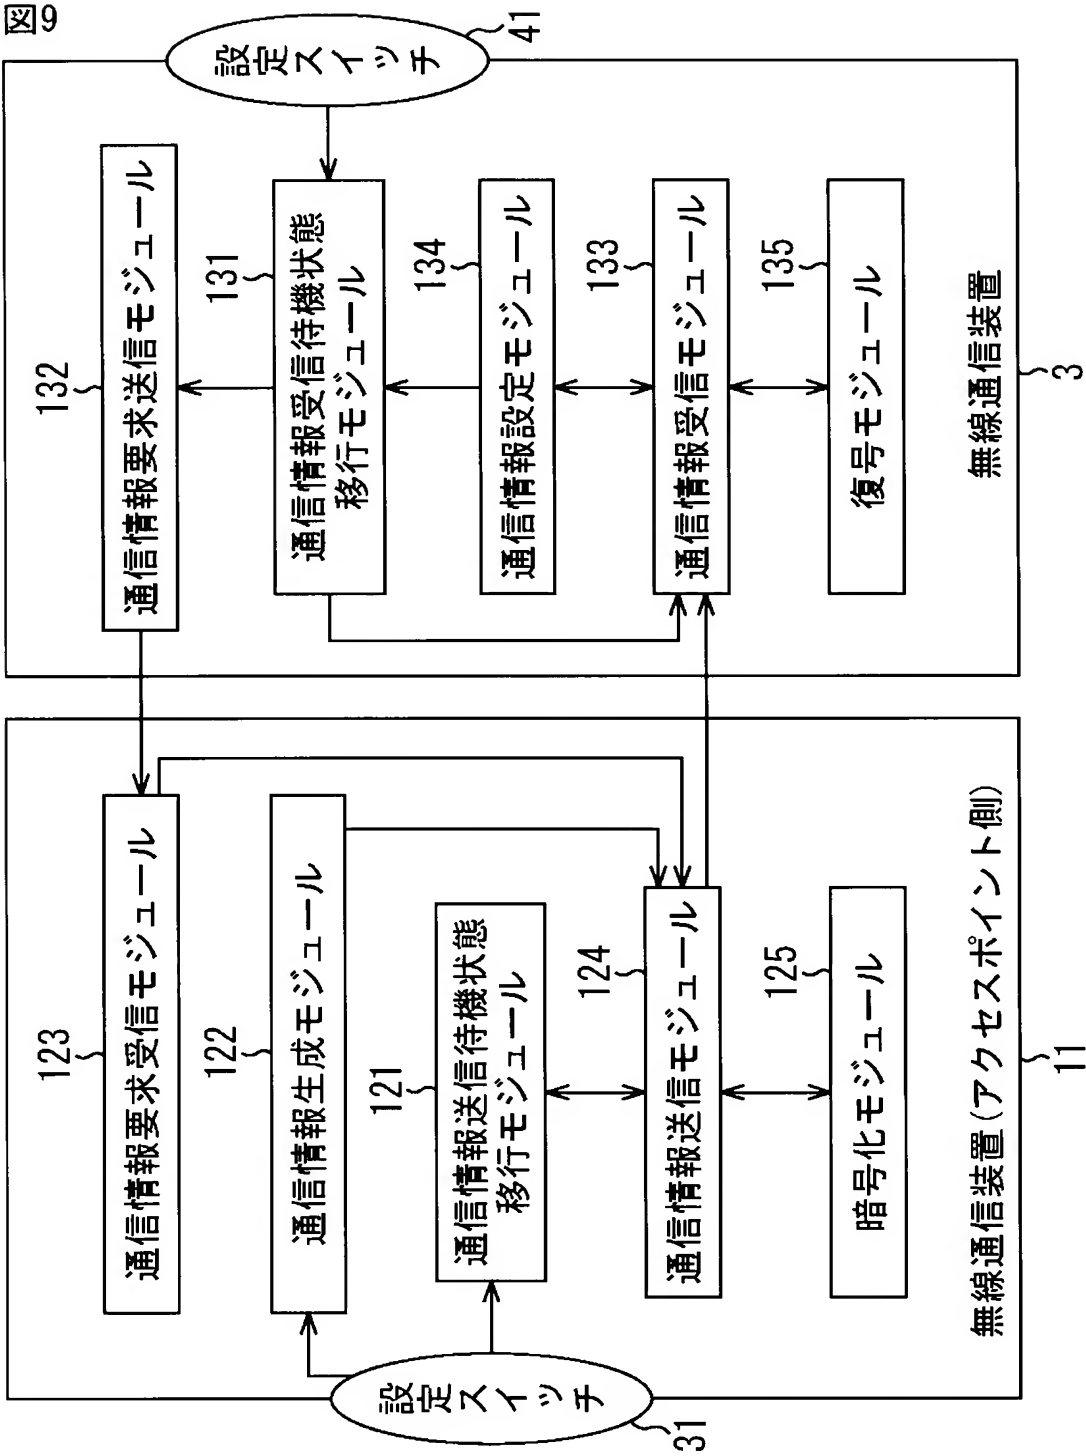 図9
設定スイッチ
41
132
通信情報要求送信モジュール
131
通信情報受信待機状態
移行モジュール
134
通信情報設定モジュール
133
通信情報受信モジュール
135
復号モジュール
無線通信装置
3
123
通信情報要求受信モジュール
122
通信情報生成モジュール
121
通信情報送信待機状態
移行モジュール
124
通信情報送信モジュール
125
暗号化モジュール
無線通信装置(アクセスポイント側)
11
設定スイッチ
31